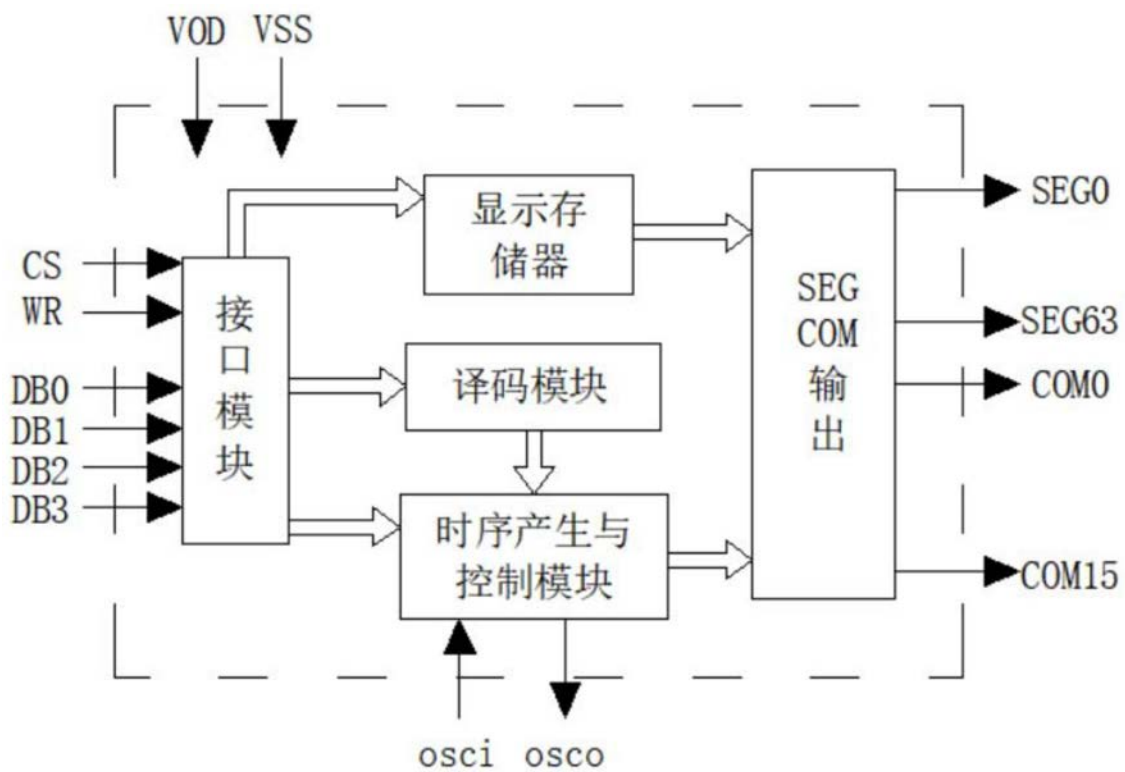 VOD VSS
显示存
储器
SEG0
CS
WR
接
口
模
块
SEG
COM
输
出
SEG63
DB0
DB1
DB2
DB3
译码模块
COM0
时序产生与
控制模块
COM15
osci osco